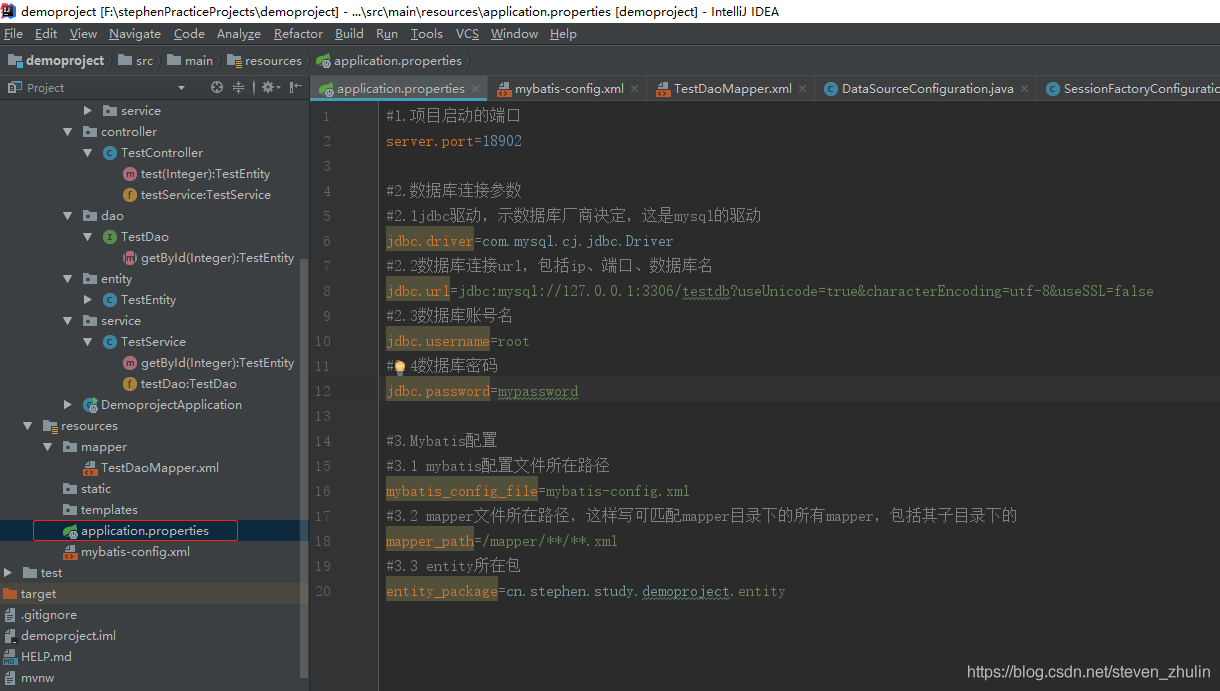 demoproject [F:\stephenPracticeProjects\demoproject] - ...\src\main\resources\application.properties [demoproject] - IntelliJ IDEA
File Edit View Navigate Code Analyze Refactor Build Run Tools VCS Window Help
demoproject src main resources application.properties
Project
application.properties mybatis-config.xml TestDaoMapper.xml DataSourceConfiguration.java SessionFactoryConfiguratio
service
controller
TestController
test(Integer):TestEntity
testService:TestService
dao
TestDao
getById(Integer):TestEntity
entity
TestEntity
service
TestService
getById(Integer):TestEntity
testDao:TestDao
DemoprojectApplication
resources
mapper
TestDaoMapper.xml
static
templates
application.properties
mybatis-config.xml
test
target
.gitignore
demoproject.iml
HELP.md
mvnw
1 #1.项目启动的端口
2 server.port=18902
3
4 #2.数据库连接参数
5 #2.1jdbc驱动，示数据库厂商决定，这是mysql的驱动
6 jdbc.driver=com.mysql.cj.jdbc.Driver
7 #2.2数据库连接url，包括ip、端口、数据库名
8 jdbc.url=jdbc:mysql://127.0.0.1:3306/testdb?useUnicode=true&characterEncoding=utf-8&useSSL=false
9 #2.3数据库账号名
10 jdbc.username=root
11 # 4数据库密码
12 jdbc.password=mypassword
13
14 #3.Mybatis配置
15 #3.1 mybatis配置文件所在路径
16 mybatis_config_file=mybatis-config.xml
17 #3.2 mapper文件所在路径，这样写可匹配mapper目录下的所有mapper，包括其子目录下的
18 mapper_path=/mapper/**/**.xml
19 #3.3 entity所在包
20 entity_package=cn.stephen.study.demoproject.entity
https://blog.csdn.net/steven_zhulin